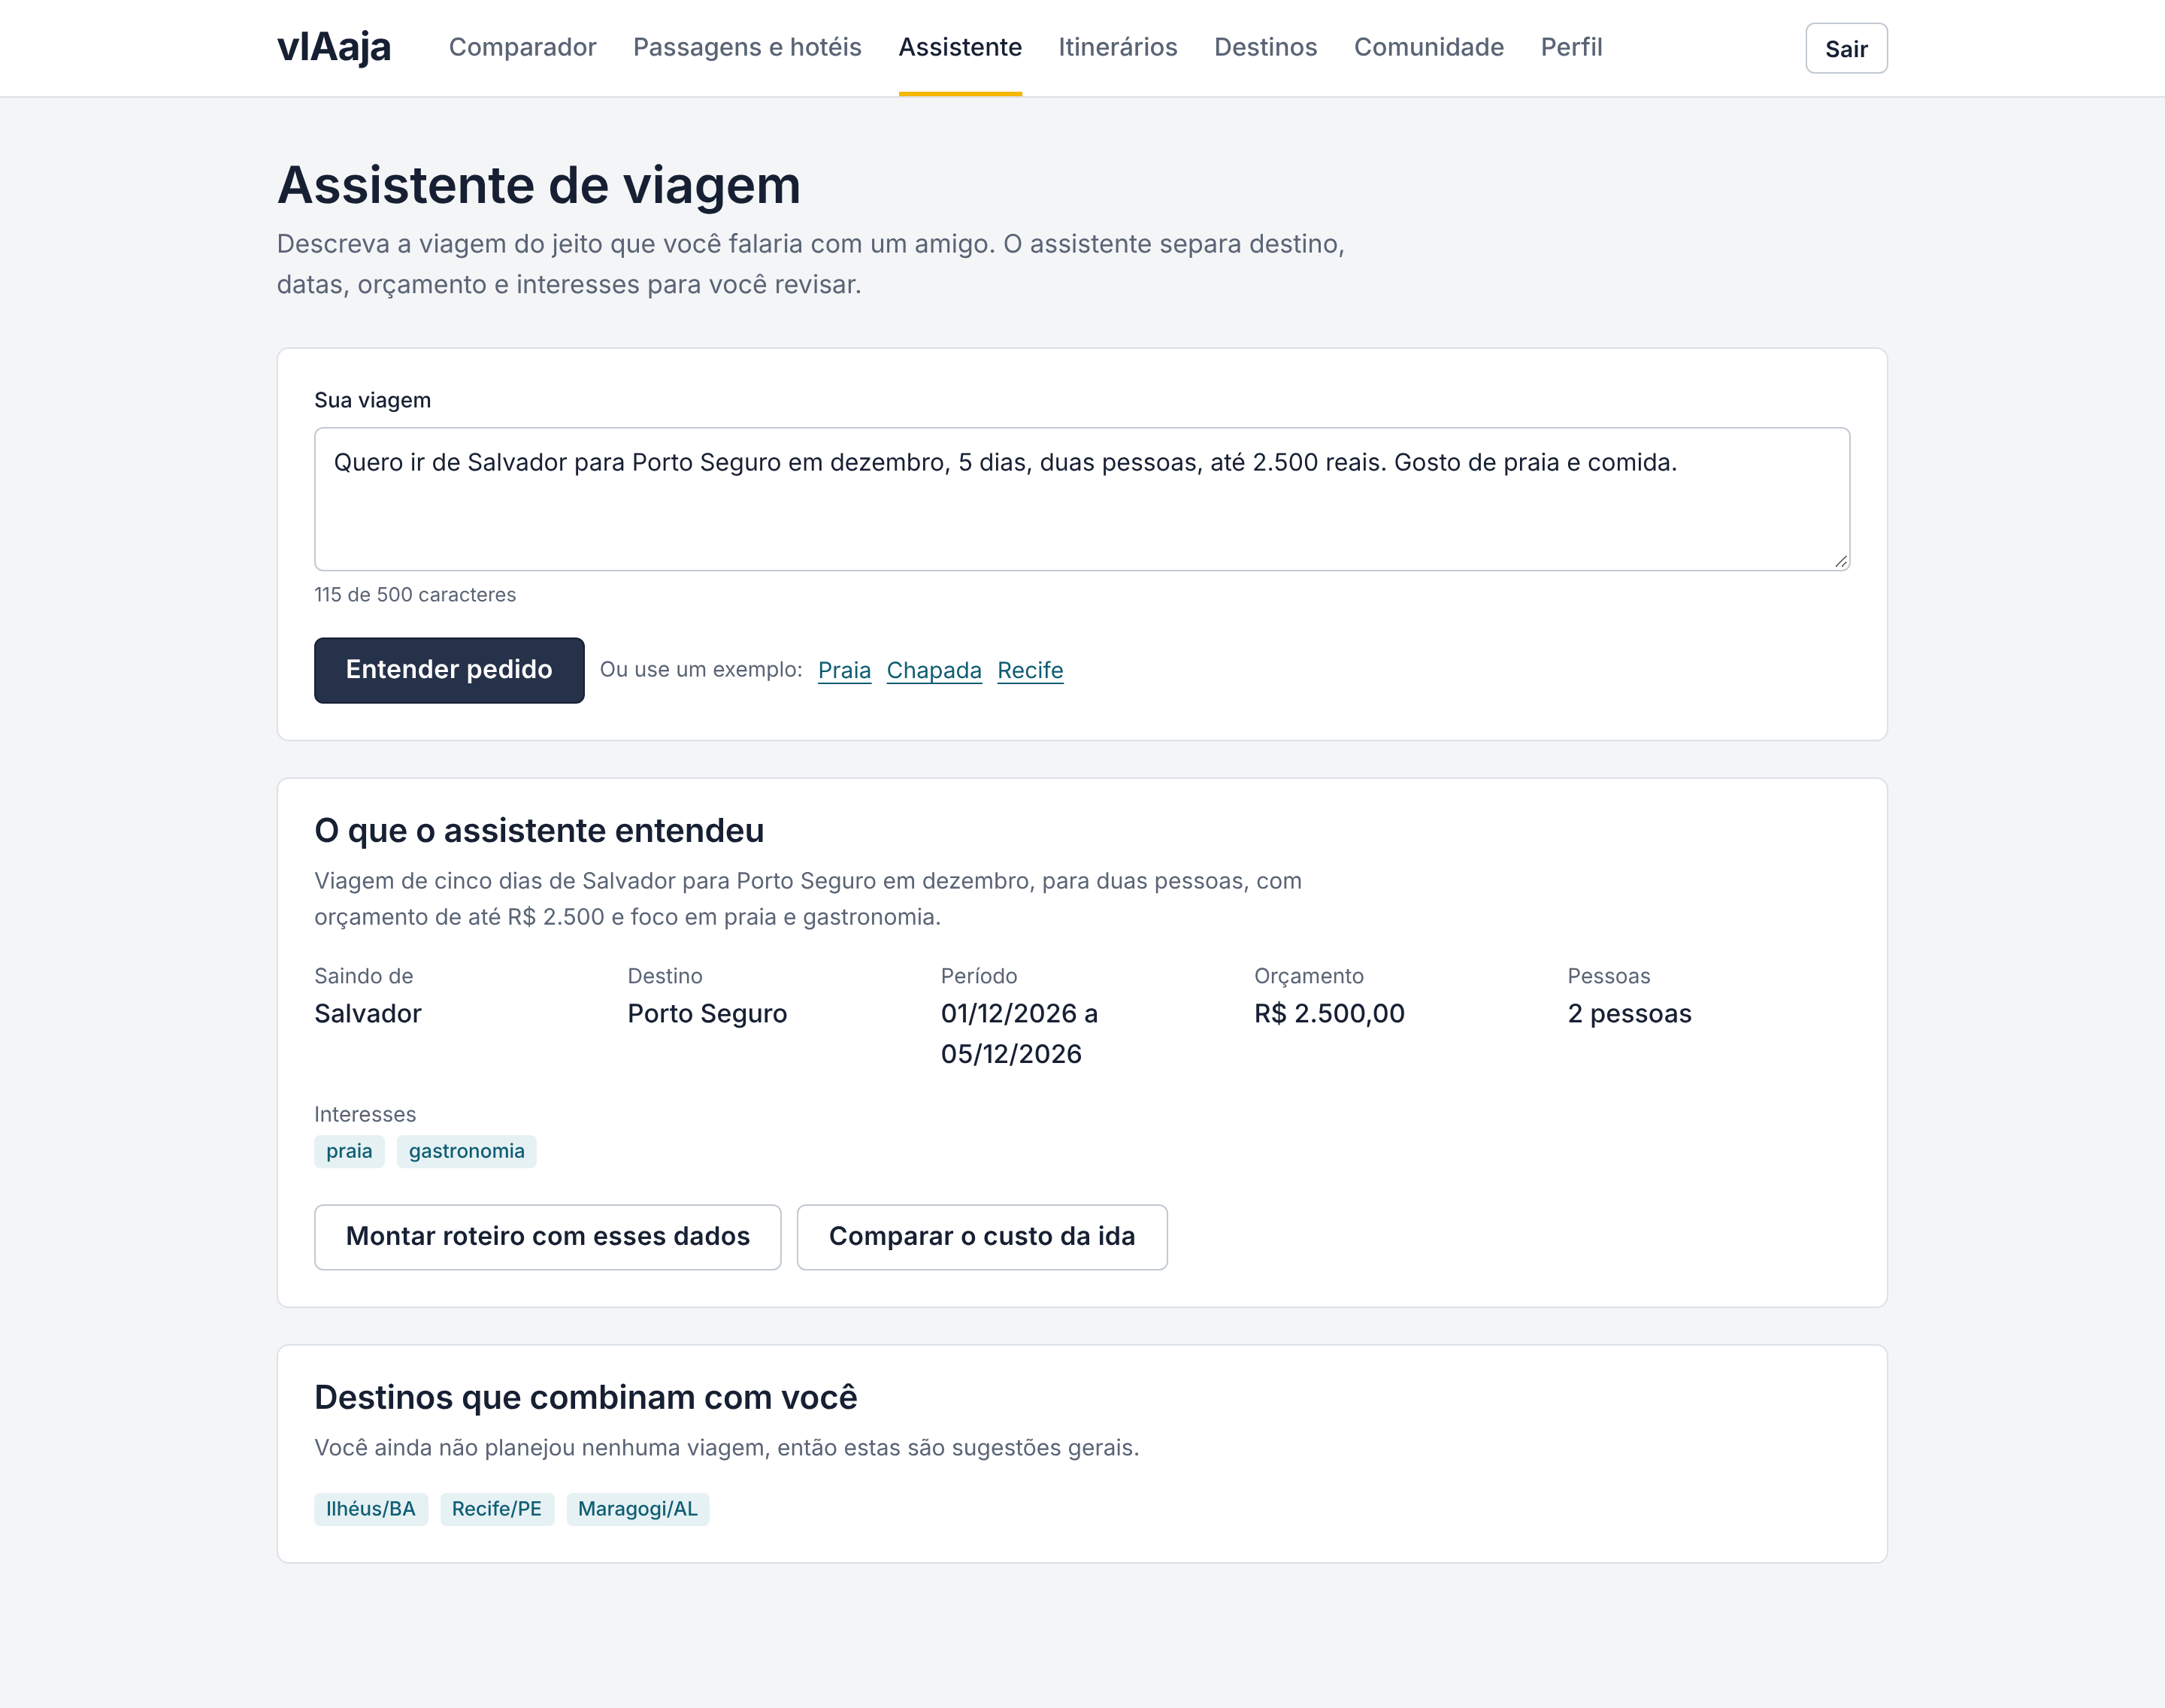 vIAaja
Comparador
Passagens e hotéis
Assistente
Itinerários
Destinos
Comunidade
Perfil
Sair
Assistente de viagem
Descreva a viagem do jeito que você falaria com um amigo. O assistente separa destino,
datas, orçamento e interesses para você revisar.
Sua viagem
Quero ir de Salvador para Porto Seguro em dezembro, 5 dias, duas pessoas, até 2.500 reais. Gosto de praia e comida.
115 de 500 caracteres
Entender pedido
Ou use um exemplo: Praia Chapada Recife
O que o assistente entendeu
Viagem de cinco dias de Salvador para Porto Seguro em dezembro, para duas pessoas, com
orçamento de até R$ 2.500 e foco em praia e gastronomia.
Saindo de
Salvador
Destino
Porto Seguro
Período
01/12/2026 a
05/12/2026
Orçamento
R$ 2.500,00
Pessoas
2 pessoas
Interesses
praia
gastronomia
Montar roteiro com esses dados
Comparar o custo da ida
Destinos que combinam com você
Você ainda não planejou nenhuma viagem, então estas são sugestões gerais.
Ilhéus/BA
Recife/PE
Maragogi/AL